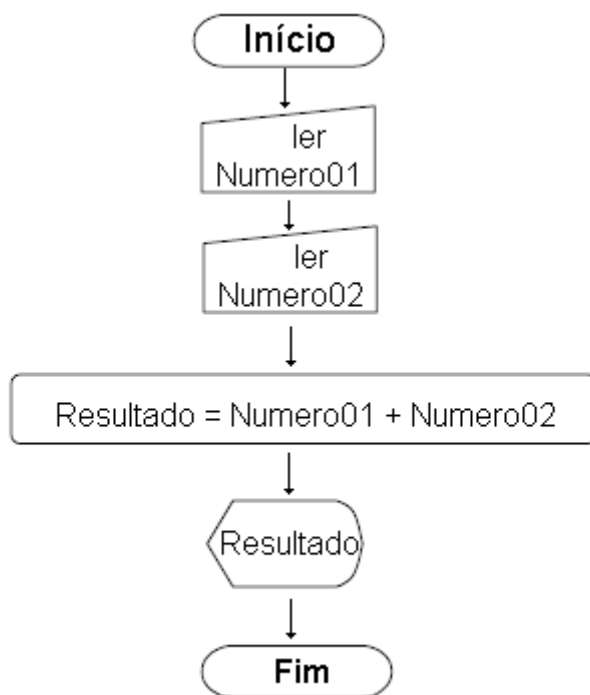 Início
ler
Numero01
ler
Numero02
Resultado = Numero01 + Numero02
Resultado
Fim